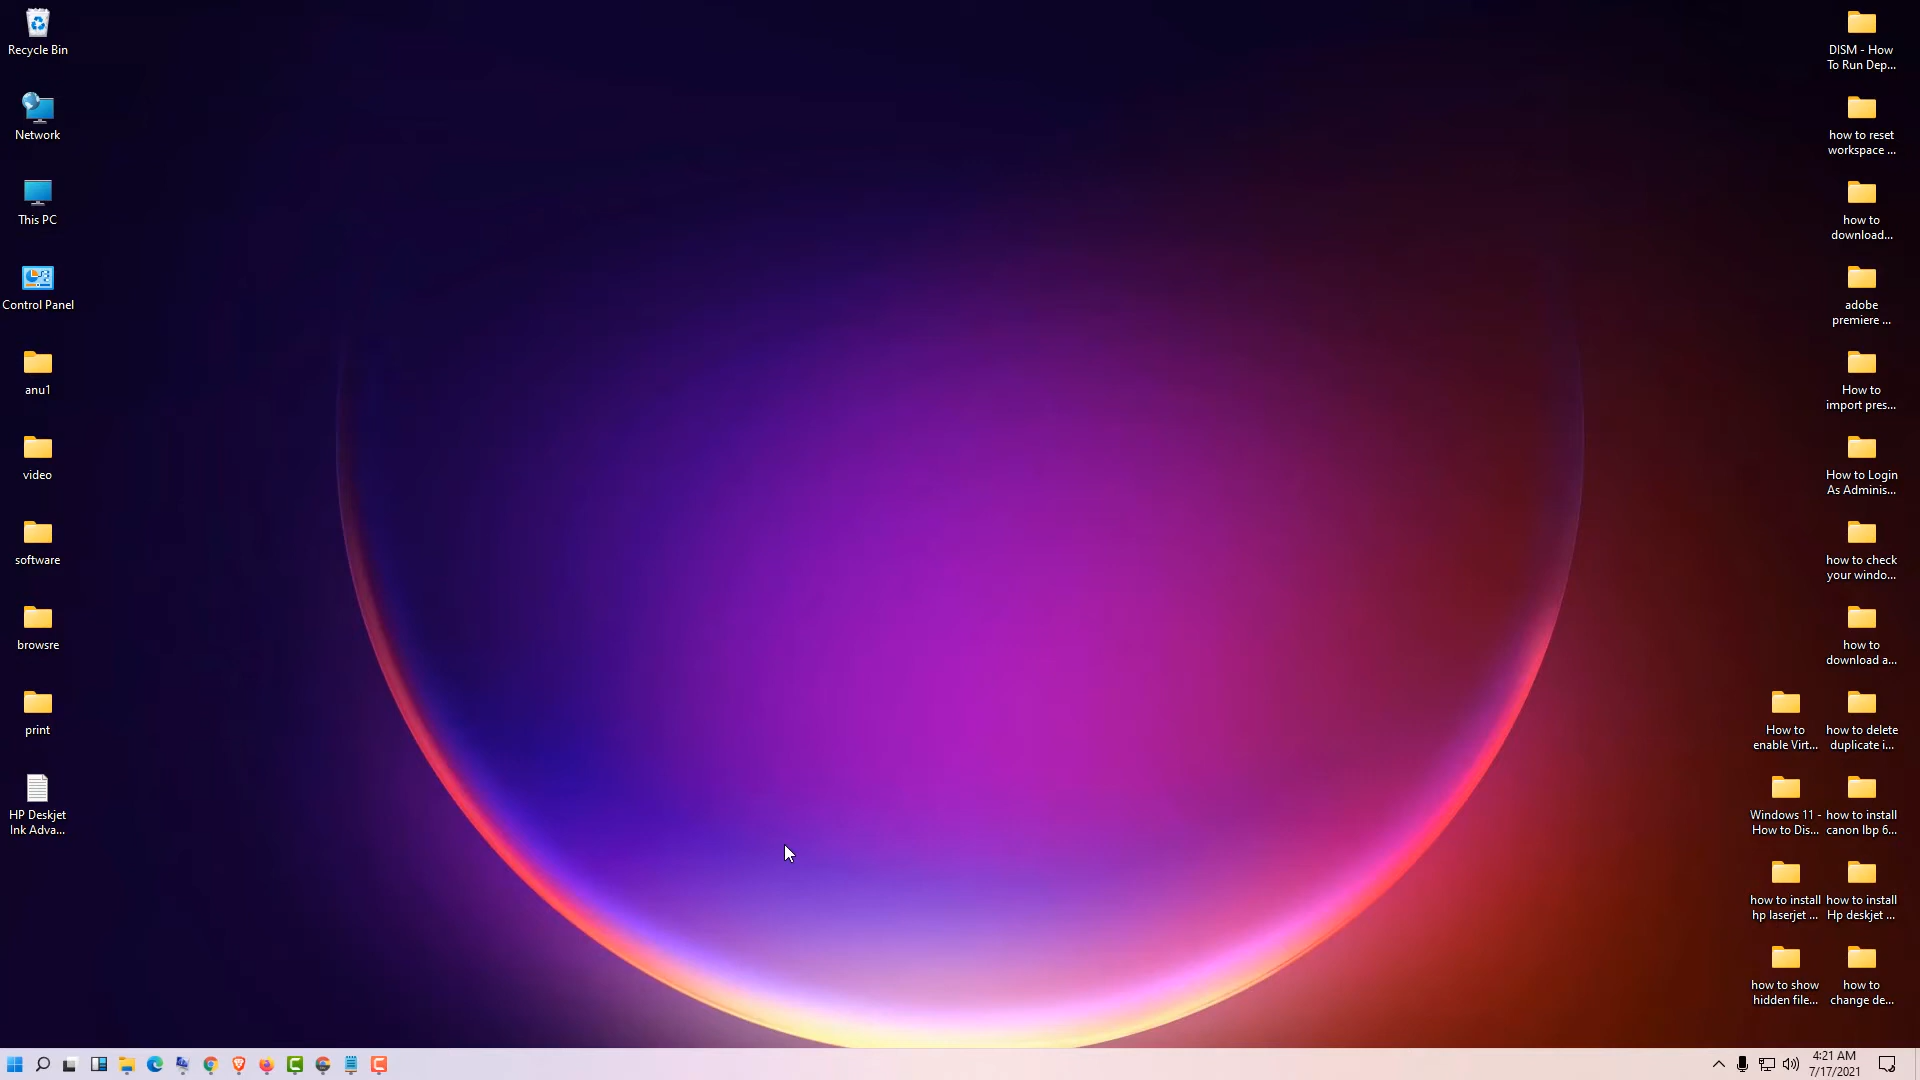 Recycle Bin
Network
This PC
Control Panel
anu1
video
software
browsre
print
HP Deskjet
Ink Adva...
DISM - How
To Run Dep...
how to reset
workspace ...
how to
download...
adobe
premiere ...
How to
import pres...
How to Login
As Adminis...
how to check
your windo...
how to
download a...
How to
enable Virt...
how to delete
duplicate i...
Windows 11 -
How to Dis...
how to install
canon lbp 6...
how to install
hp laserjet ...
how to install
Hp deskjet ...
how to show
hidden file...
how to
change de...
4:21 AM
7/17/2021